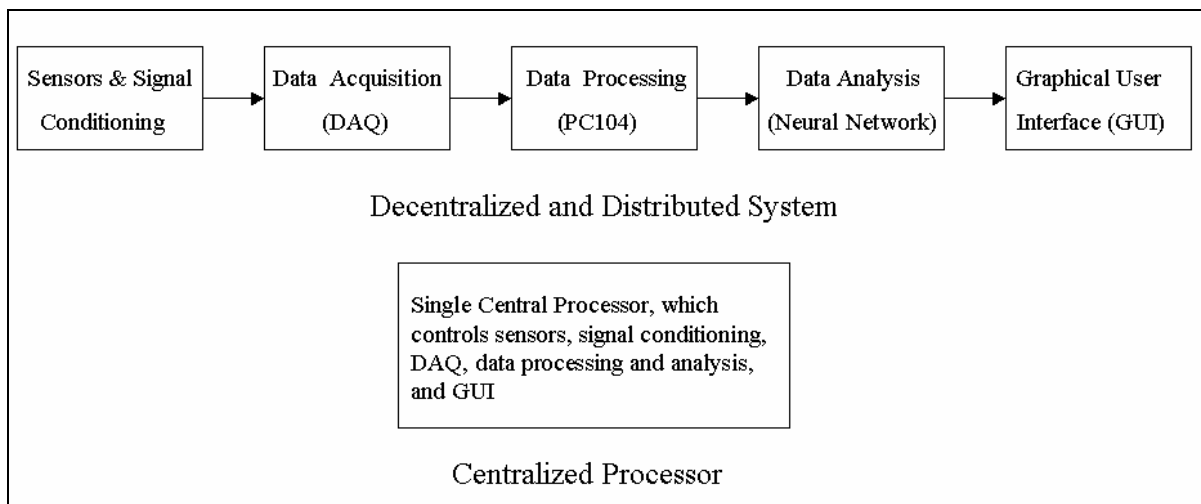 Sensors & Signal
Conditioning
Data Acquisition
(DAQ)
Data Processing
(PC104)
Data Analysis
(Neural Network)
Graphical User
Interface (GUI)
Decentralized and Distributed System
Single Central Processor, which
controls sensors, signal conditioning,
DAQ, data processing and analysis,
and GUI
Centralized Processor